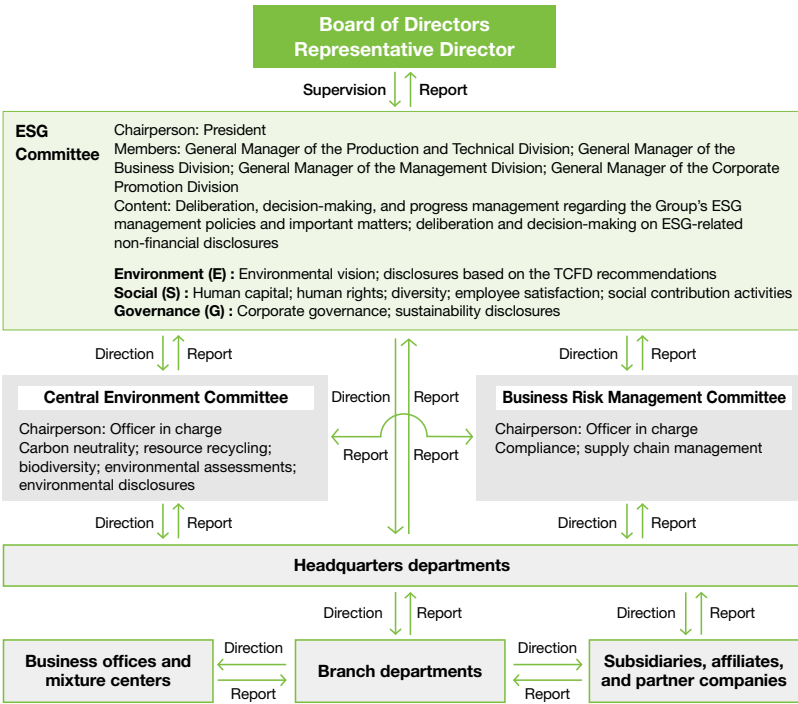 Board of Directors
Representative Director
Supervision
Report
ESG
Committee
Chairperson: President
Members: General Manager of the Production and Technical Division; General Manager of the
Business Division; General Manager of the Management Division; General Manager of the Corporate
Promotion Division
Content: Deliberation, decision-making, and progress management regarding the Group’s ESG
management policies and important matters; deliberation and decision-making on ESG-related
non-financial disclosures
Environment (E) : Environmental vision; disclosures based on the TCFD recommendations
Social (S) : Human capital; human rights; diversity; employee satisfaction; social contribution activities
Governance (G) : Corporate governance; sustainability disclosures
Direction
Report
Direction
Report
Central Environment Committee
Chairperson: Officer in charge
Carbon neutrality; resource recycling;
biodiversity; environmental assessments;
environmental disclosures
Direction
Report
Report
Report
Business Risk Management Committee
Chairperson: Officer in charge
Compliance; supply chain management
Direction
Report
Direction
Report
Headquarters departments
Direction
Report
Direction
Report
Business offices and
mixture centers
Direction
Report
Branch departments
Direction
Report
Subsidiaries, affiliates,
and partner companies